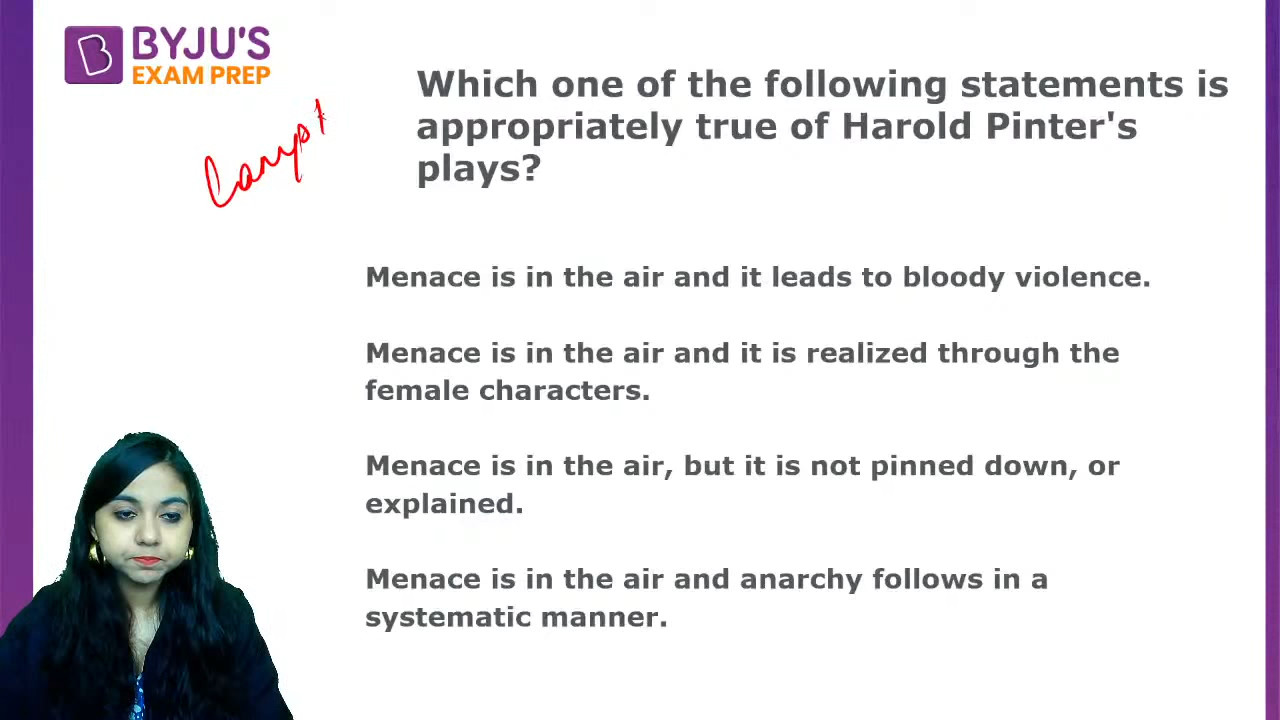 BYJU'S
EXAM PREP
Which one of the following statements is
appropriately true of Harold Pinter's
plays?
Menace is in the air and it leads to bloody violence.
Menace is in the air and it is realized through the
female characters.
Menace is in the air, but it is not pinned down, or
explained.
Menace is in the air and anarchy follows in a
systematic manner.